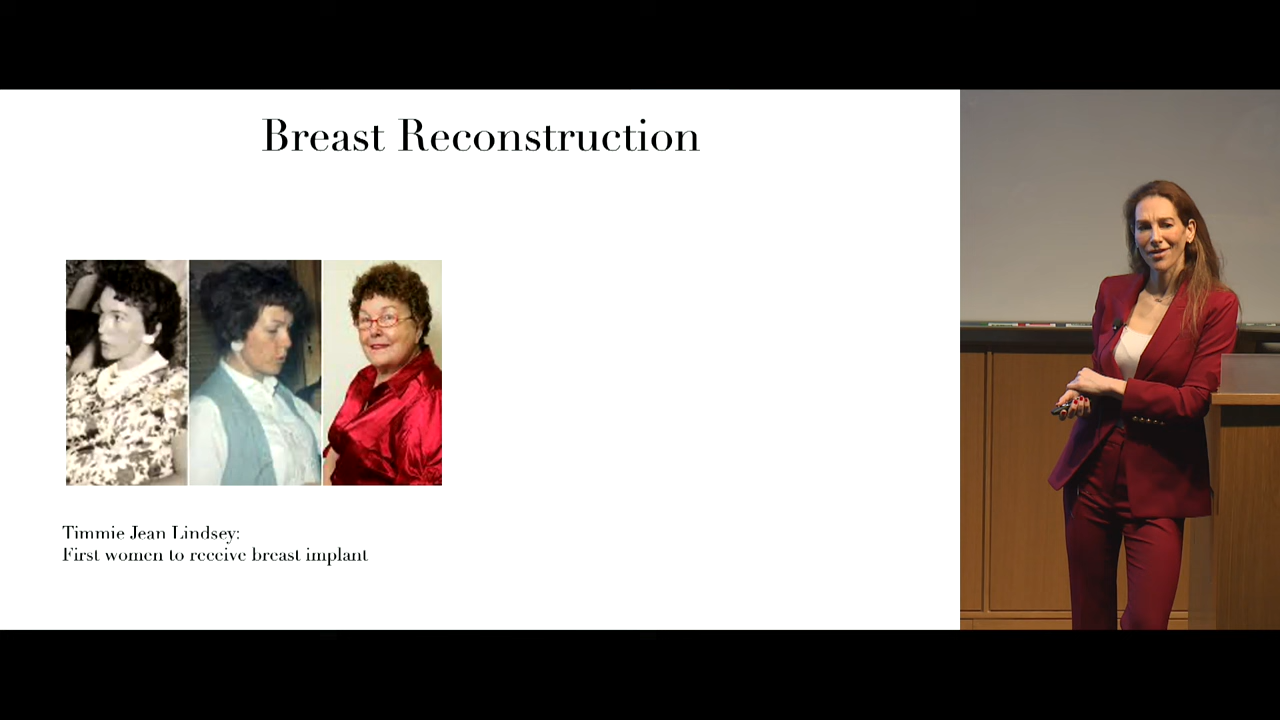 Breast Reconstruction
Timmie Jean Lindsey:
First women to receive breast implant